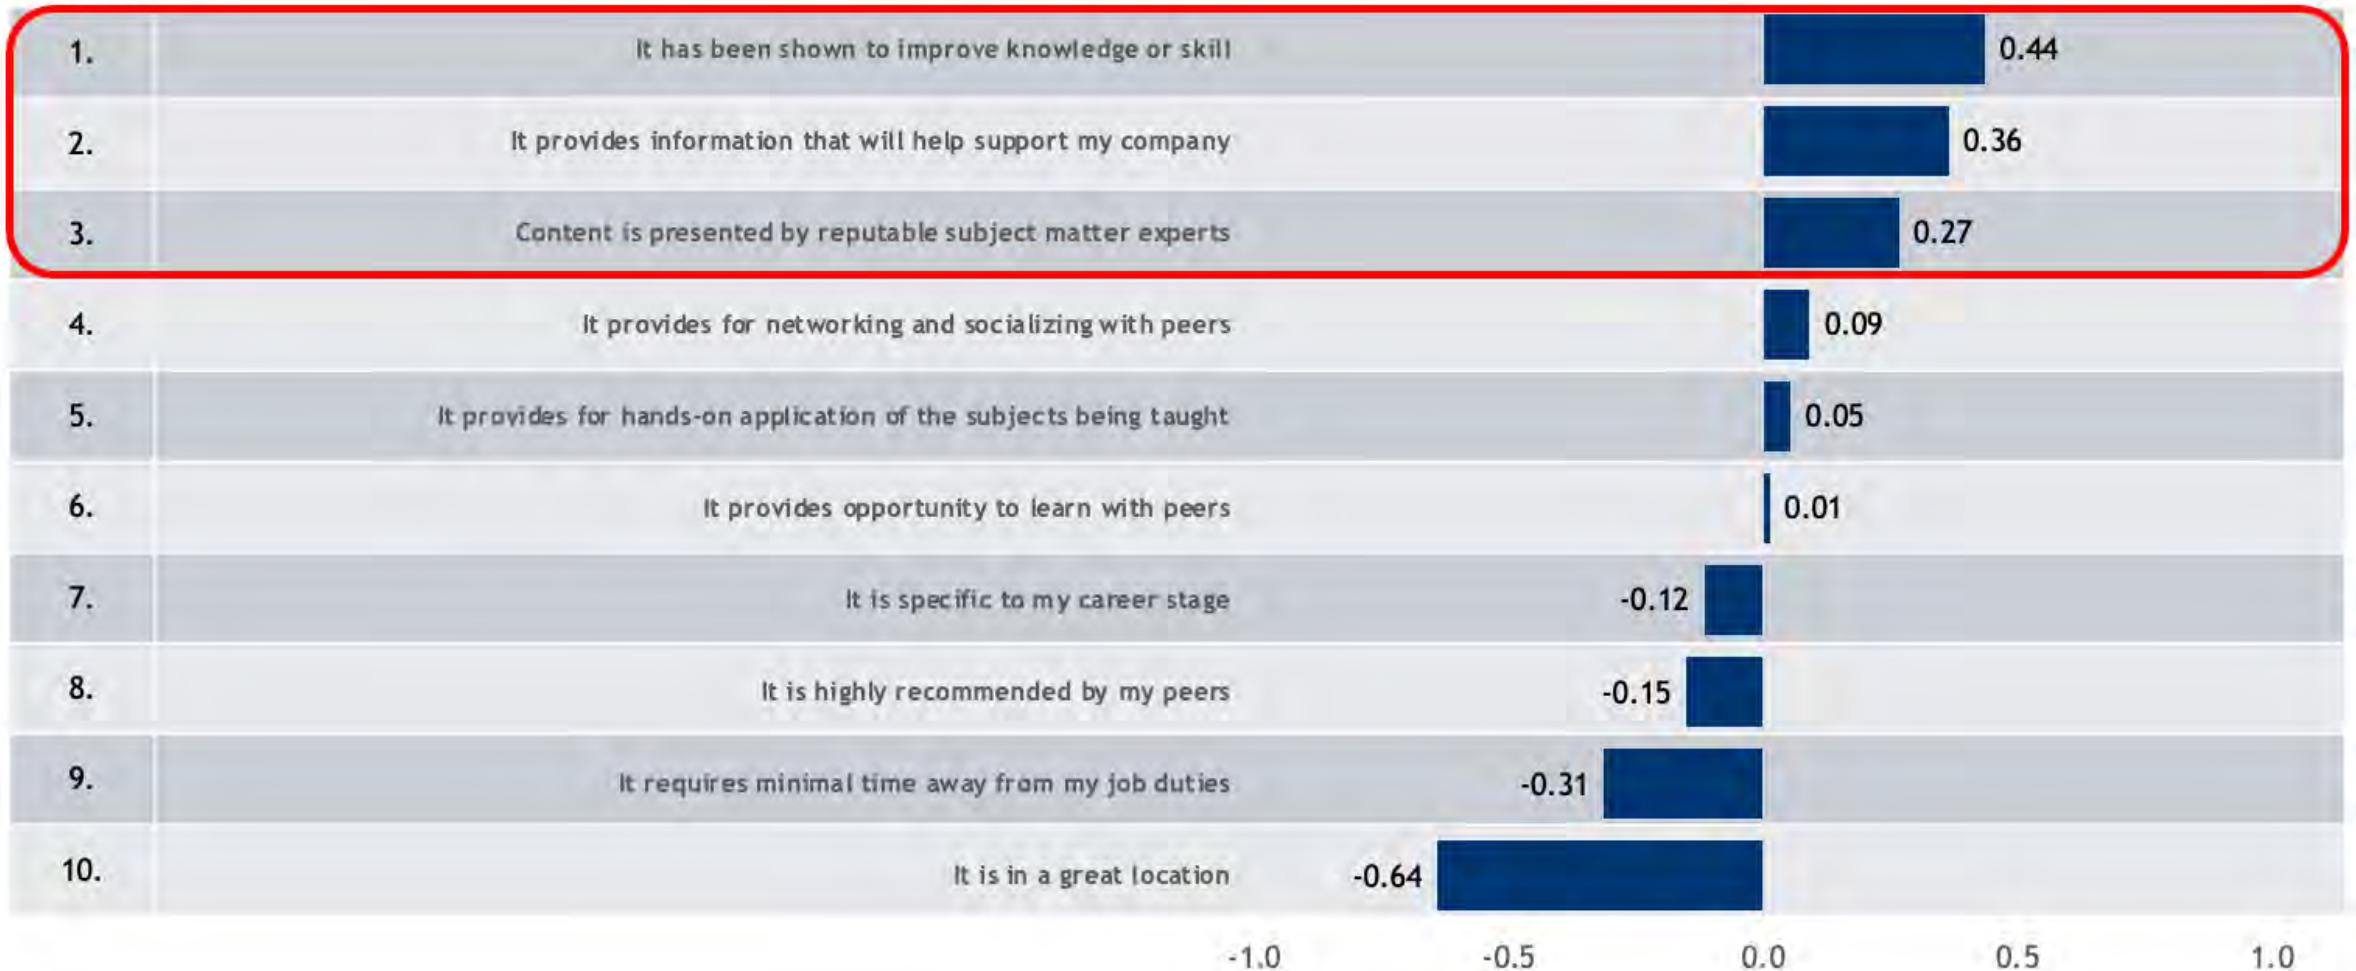 1. It has been shown to improve knowledge or skill 0.44
2. It provides information that will help support my company 0.36
3. Content is presented by reputable subject matter experts 0.27
4. It provides for networking and socializing with peers 0.09
5. It provides for hands-on application of the subjects being taught 0.05
6. It provides opportunity to learn with peers 0.01
7. It is specific to my career stage -0.12
8. It is highly recommended by my peers -0.15
9. It requires minimal time away from my job duties -0.31
10. It is in a great location -0.64
-1.0 -0.5 0.0 0.5 1.0